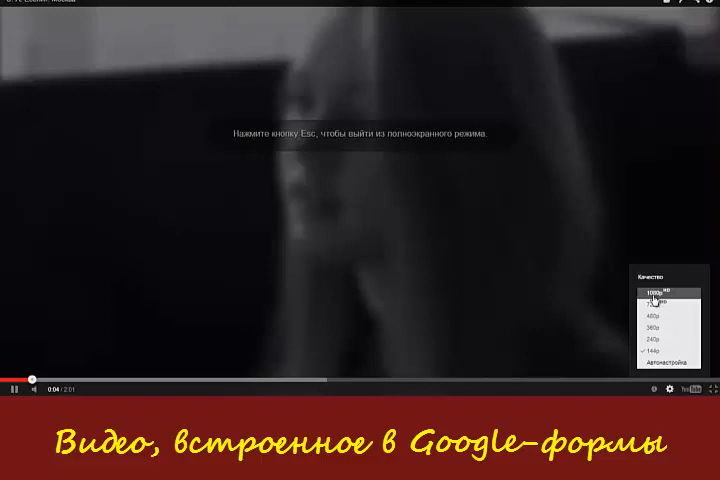 Нажмите кнопку Esc, чтобы выйти из полноэкранного режима.
Качество
1080p HD
480p
360p
240p
144p
Автонастройка
0:04 / 2:01
YouTube
Видео, встроенное в Google-формы